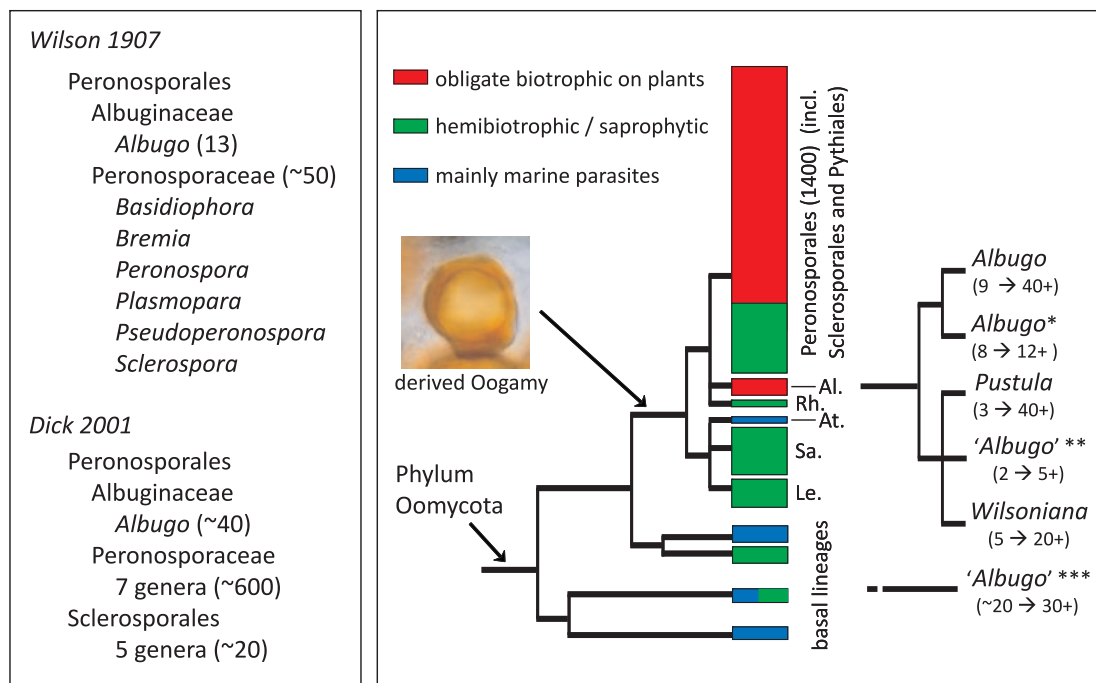 Wilson 1907
Peronosporales
Albuginaceae
Albugo (13)
Peronosporaceae (~50)
Basidiophora
Bremia
Peronospora
Plasmopara
Pseudoperonospora
Sclerospora
Dick 2001
Peronosporales
Albuginaceae
Albugo (~40)
Peronosporaceae
7 genera (~600)
Sclerosporales
5 genera (~20)
obligate biotrophic on plants
hemibiotrophic / saprophytic
mainly marine parasites
derived Oogamy
Phylum
Oomycota
Peronosporales (1400) (incl.
Sclerosporales and Pythiales)
Al.
Rh.
At.
Sa.
Le.
basal lineages
Albugo
(9 → 40+)
Albugo*
(8 → 12+ )
Pustula
(3 → 40+)
‘Albugo’ **
(2 → 5+)
Wilsoniana
(5 → 20+)
‘Albugo’ ***
(~20 → 30+)